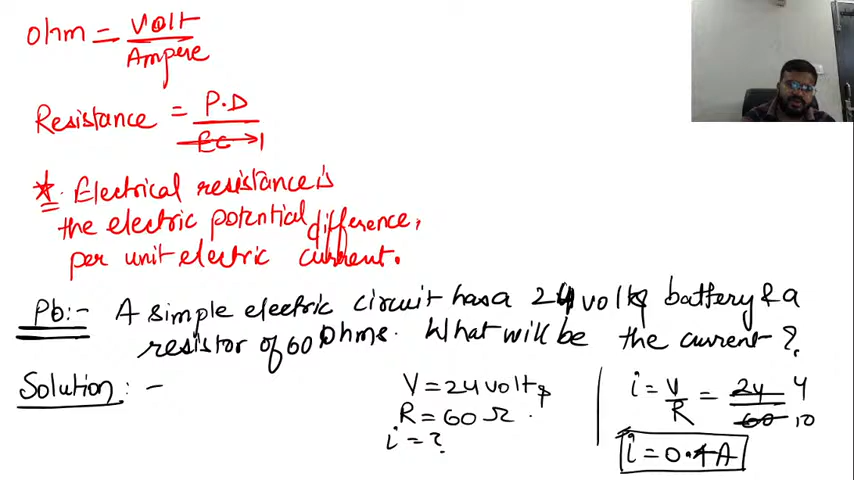 ohm = Volt / Ampere
Resistance = P.D / EC → 1
* Electrical resistance is
the electric potential difference,
per unit electric current.
Pb:- A simple electric circuit has a 24 volts battery & a
resistor of 60 Ohms. What will be the current ?
Solution : -
V = 24 volts
R = 60 Ω
i = ?
i = V / R = 24 / 60 4 / 10
i = 0.4A